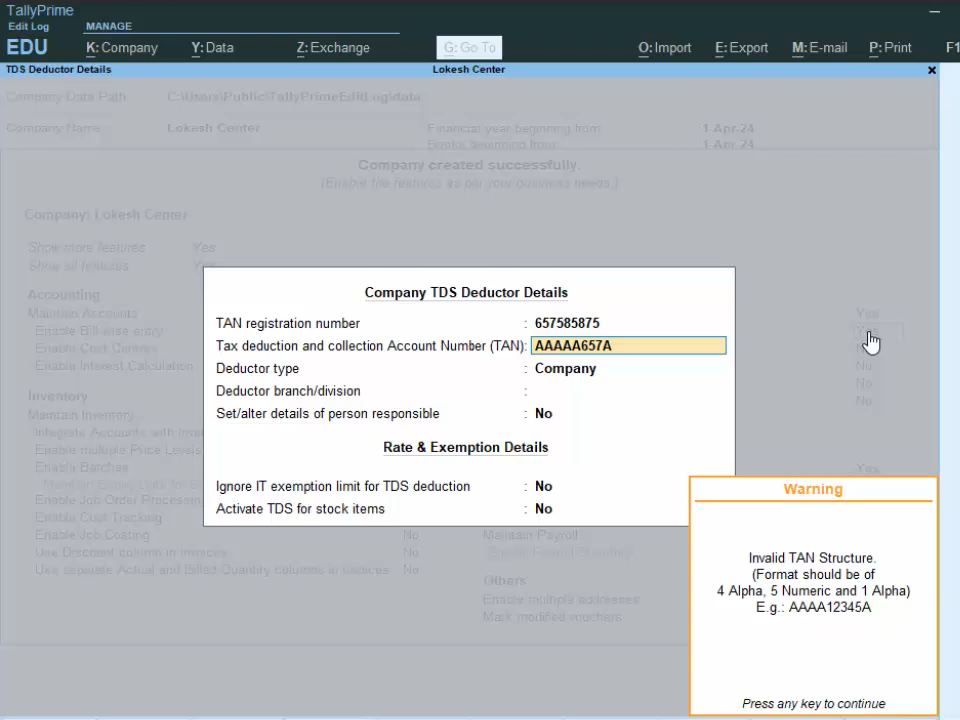 TallyPrime
Edit Log
MANAGE
EDU
K: Company Y: Data Z: Exchange G: Go To O: Import E: Export M: E-mail P: Print F1
TDS Deductor Details Lokesh Center
Company Data Path C:\Users\Public\TallyPrimeEditLog\data
Company Name Lokesh Center Financial year beginning from 1-Apr-24
Books beginning from 1-Apr-24
Company created successfully.
(Enable the features as per your business needs.)
Company: Lokesh Center
Show more features Yes
Show all features Yes
Accounting
Maintain Accounts Yes
Enable Bill-wise entry Yes
Enable Cost Centres
Enable Interest Calculation No
No
Inventory No
Maintain Inventory
Integrate Accounts with
Enable multiple Price Levels
Enable Batches Yes
Enable Job Order Processing
Enable Cost Tracking
Enable Job Costing No Maintain Payroll
Use Discount column in invoices No
Use separate Actual and Billed Quantity columns in invoices No
Others
Enable multiple addresses
Mark modified vouchers
Company TDS Deductor Details
TAN registration number : 657585875
Tax deduction and collection Account Number (TAN): AAAAA657A
Deductor type : Company
Deductor branch/division :
Set/alter details of person responsible : No
Rate & Exemption Details
Ignore IT exemption limit for TDS deduction : No
Activate TDS for stock items : No
Warning
Invalid TAN Structure.
(Format should be of
4 Alpha, 5 Numeric and 1 Alpha)
E.g.: AAAA12345A
Press any key to continue